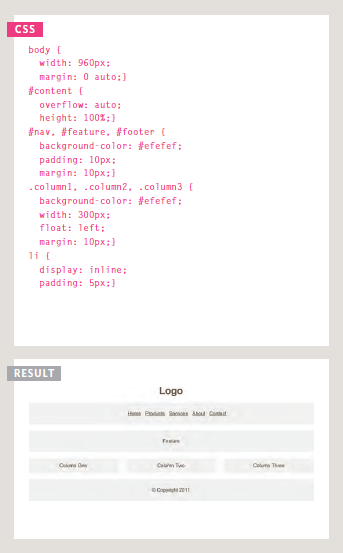 CSS
body {
width: 960px;
margin: 0 auto;}
#content {
overflow: auto;
height: 100%;}
#nav, #feature, #footer {
background-color: #efefef;
padding: 10px;
margin: 10px;}
.column1, .column2, .column3 {
background-color: #efefef;
width: 300px;
float: left;
margin: 10px;}
li {
display: inline;
padding: 5px;}
RESULT
Logo
Home Products Services About Contact
Feature
Column One Column Two Column Three
© Copyright 2011